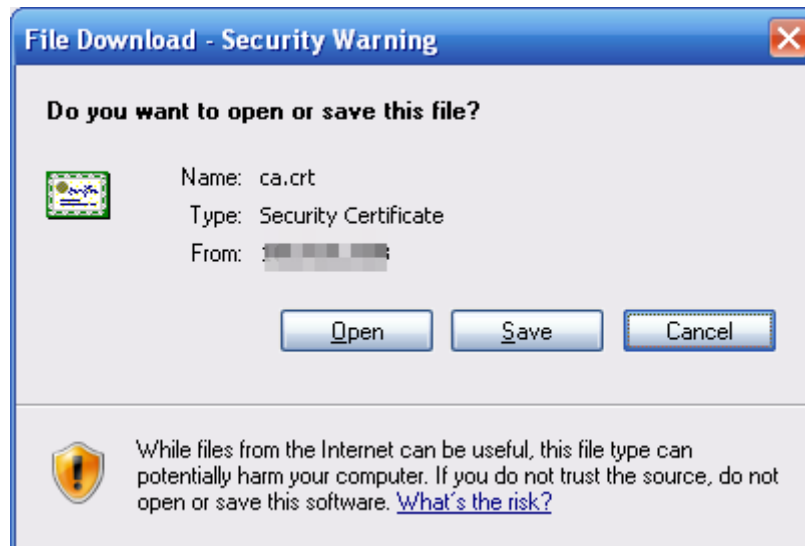 File Download - Security Warning
Do you want to open or save this file?
Name: ca.crt
Type: Security Certificate
From:
Open Save Cancel
While files from the Internet can be useful, this file type can
potentially harm your computer. If you do not trust the source, do not
open or save this software. What's the risk?